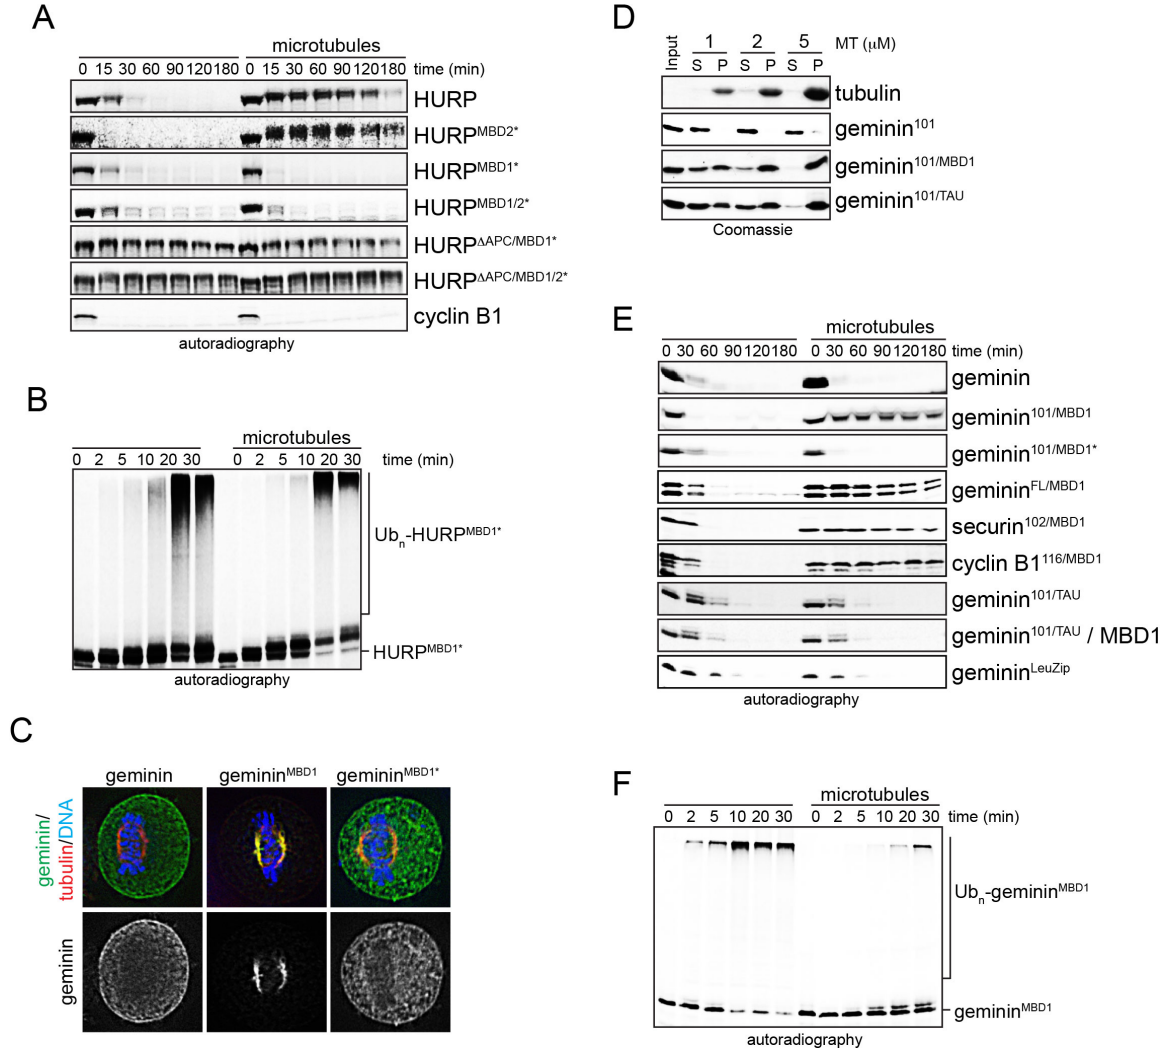 A
microtubules
0 15 30 60 90 120 180 0 15 30 60 90 120 180 time (min)
HURP
HURP^MBD2*
HURP^MBD1*
HURP^MBD1/2*
HURP^ΔAPC/MBD1*
HURP^ΔAPC/MBD1/2*
cyclin B1
autoradiography
B
microtubules
0 2 5 10 20 30 0 2 5 10 20 30 time (min)
Ubn-HURP^MBD1*
HURP^MBD1*
autoradiography
C
geminin geminin^MBD1 geminin^MBD1*
geminin/
tubulin/DNA
geminin
D
Input 1 2 5 MT (μM)
S P S P S P
tubulin
geminin^101
geminin^101/MBD1
geminin^101/TAU
Coomassie
E
microtubules
0 30 60 90 120 180 0 30 60 90 120 180 time (min)
geminin
geminin^101/MBD1
geminin^101/MBD1*
geminin^FL/MBD1
securin^102/MBD1
cyclin B1^116/MBD1
geminin^101/TAU
geminin^101/TAU / MBD1
geminin^LeuZip
autoradiography
F
microtubules
0 2 5 10 20 30 0 2 5 10 20 30 time (min)
Ubn-geminin^MBD1
geminin^MBD1
autoradiography